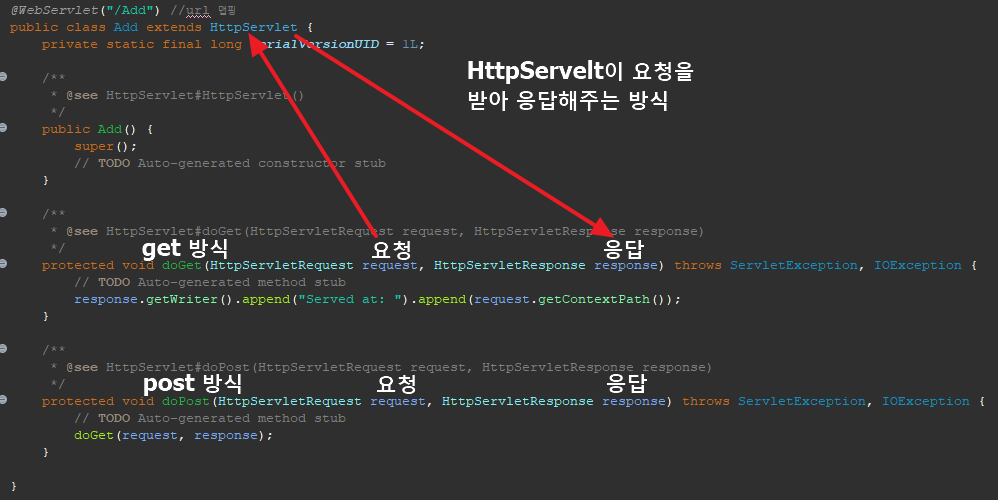 @WebServlet("/Add") //url 맵핑
public class Add extends HttpServlet {
private static final long serialVersionUID = 1L;
HttpServelt이 요청을
받아 응답해주는 방식
/**
* @see HttpServlet#HttpServlet()
*/
public Add() {
super();
// TODO Auto-generated constructor stub
}
/**
* @see HttpServlet#doGet(HttpServletRequest request, HttpServletResponse response)
*/
get 방식 요청 응답
protected void doGet(HttpServletRequest request, HttpServletResponse response) throws ServletException, IOException {
// TODO Auto-generated method stub
response.getWriter().append("Served at: ").append(request.getContextPath());
}
/**
* @see HttpServlet#doPost(HttpServletRequest request, HttpServletResponse response)
*/
post 방식 요청 응답
protected void doPost(HttpServletRequest request, HttpServletResponse response) throws ServletException, IOException {
// TODO Auto-generated method stub
doGet(request, response);
}
}